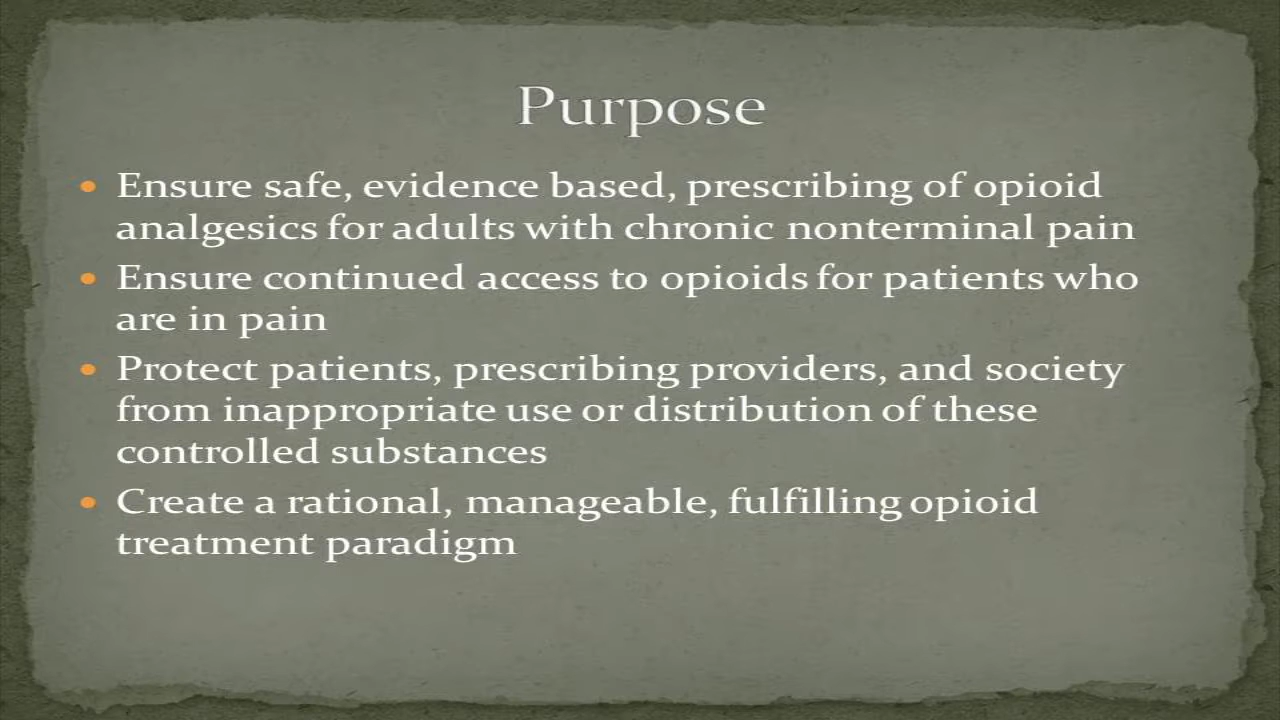 Purpose
• Ensure safe, evidence based, prescribing of opioid
analgesics for adults with chronic nonterminal pain
• Ensure continued access to opioids for patients who
are in pain
• Protect patients, prescribing providers, and society
from inappropriate use or distribution of these
controlled substances
• Create a rational, manageable, fulfilling opioid
treatment paradigm